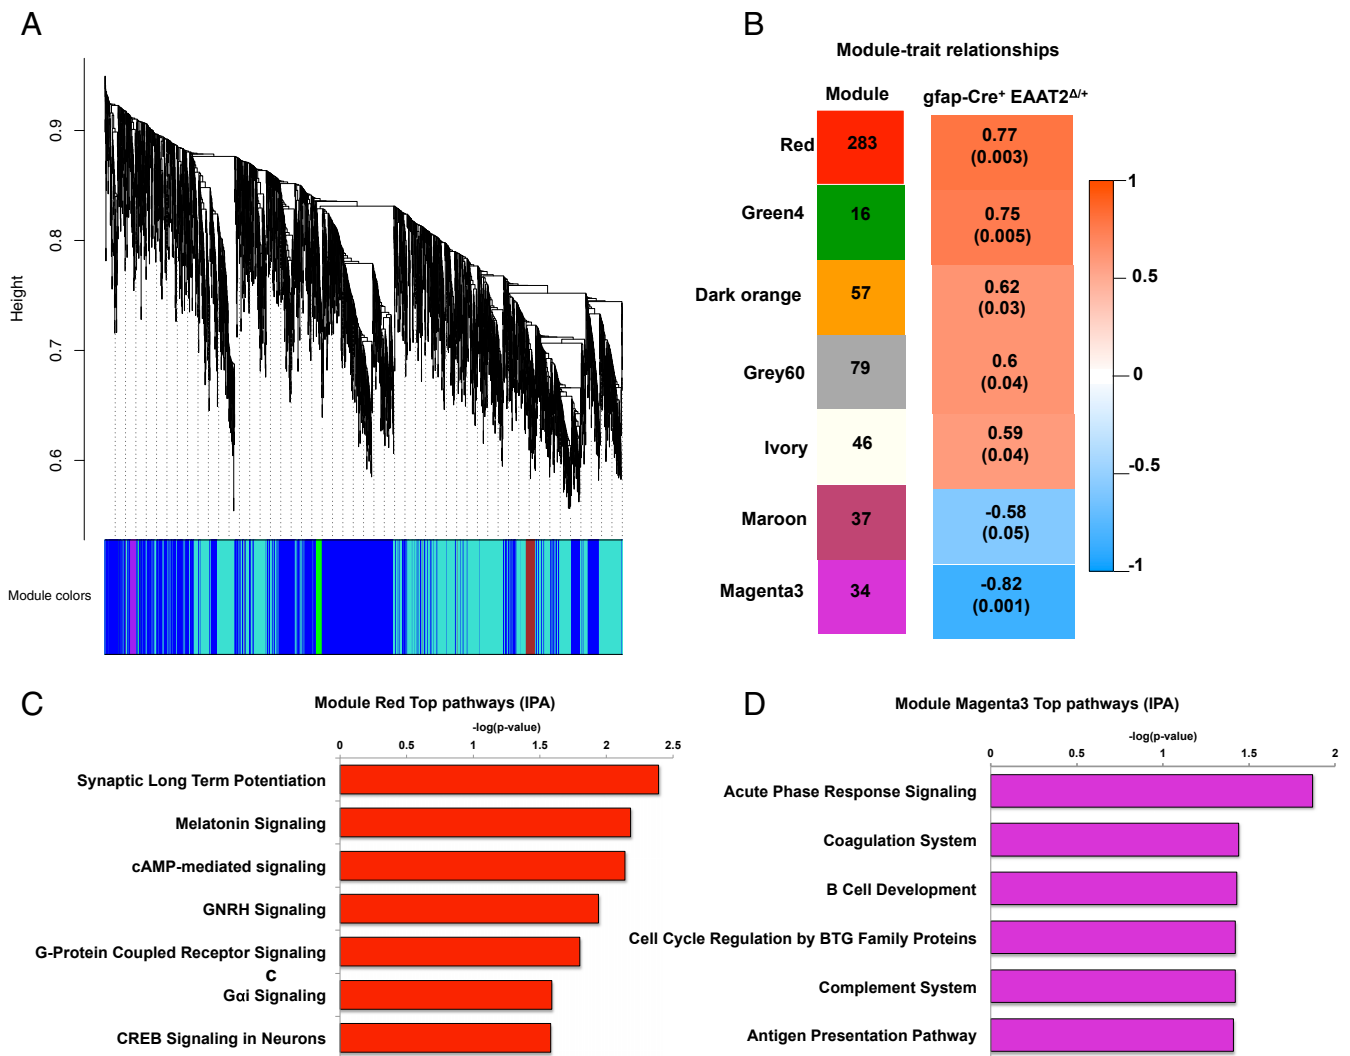 A
0.9
0.8
0.7
0.6
Height
Module colors
B
Module-trait relationships
Module gfap-Cre⁺ EAAT2Δ/+
Red 283 0.77
(0.003)
Green4 16 0.75
(0.005)
Dark orange 57 0.62
(0.03)
Grey60 79 0.6
(0.04)
Ivory 46 0.59
(0.04)
Maroon 37 -0.58
(0.05)
Magenta3 34 -0.82
(0.001)
1
0.5
0
-0.5
-1
C
Module Red Top pathways (IPA)
-log(p-value)
0 0.5 1 1.5 2 2.5
Synaptic Long Term Potentiation
Melatonin Signaling
cAMP-mediated signaling
GNRH Signaling
G-Protein Coupled Receptor Signaling
c
Gαi Signaling
CREB Signaling in Neurons
D
Module Magenta3 Top pathways (IPA)
-log(p-value)
0 0.5 1 1.5 2
Acute Phase Response Signaling
Coagulation System
B Cell Development
Cell Cycle Regulation by BTG Family Proteins
Complement System
Antigen Presentation Pathway